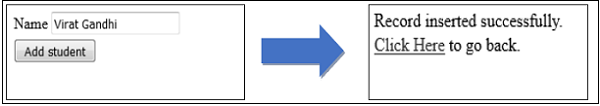 Name Virat Gandhi
Add student
Record inserted successfully.
Click Here to go back.